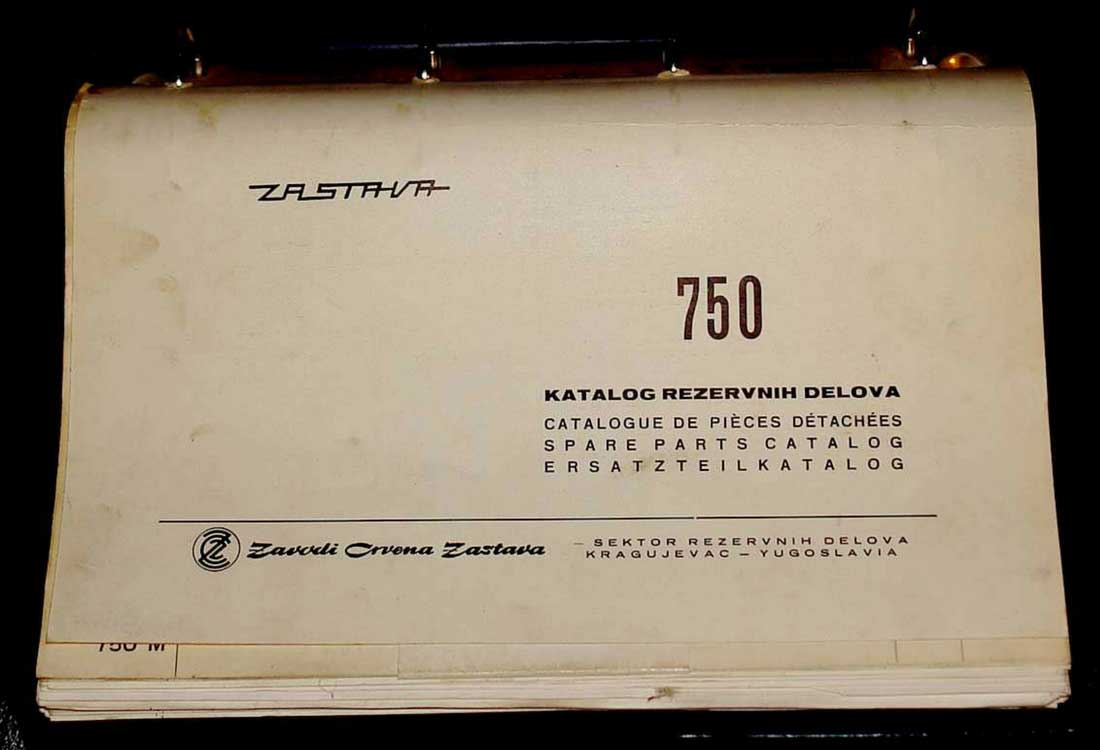 ZASTAVA
750
KATALOG REZERVNIH DELOVA
CATALOGUE DE PIÈCES DÉTACHÉES
SPARE PARTS CATALOG
ERSATZTEILKATALOG
Zavodi Crvena Zastava
– SEKTOR REZERVNIH DELOVA
KRAGUJEVAC – YUGOSLAVIA
750 M